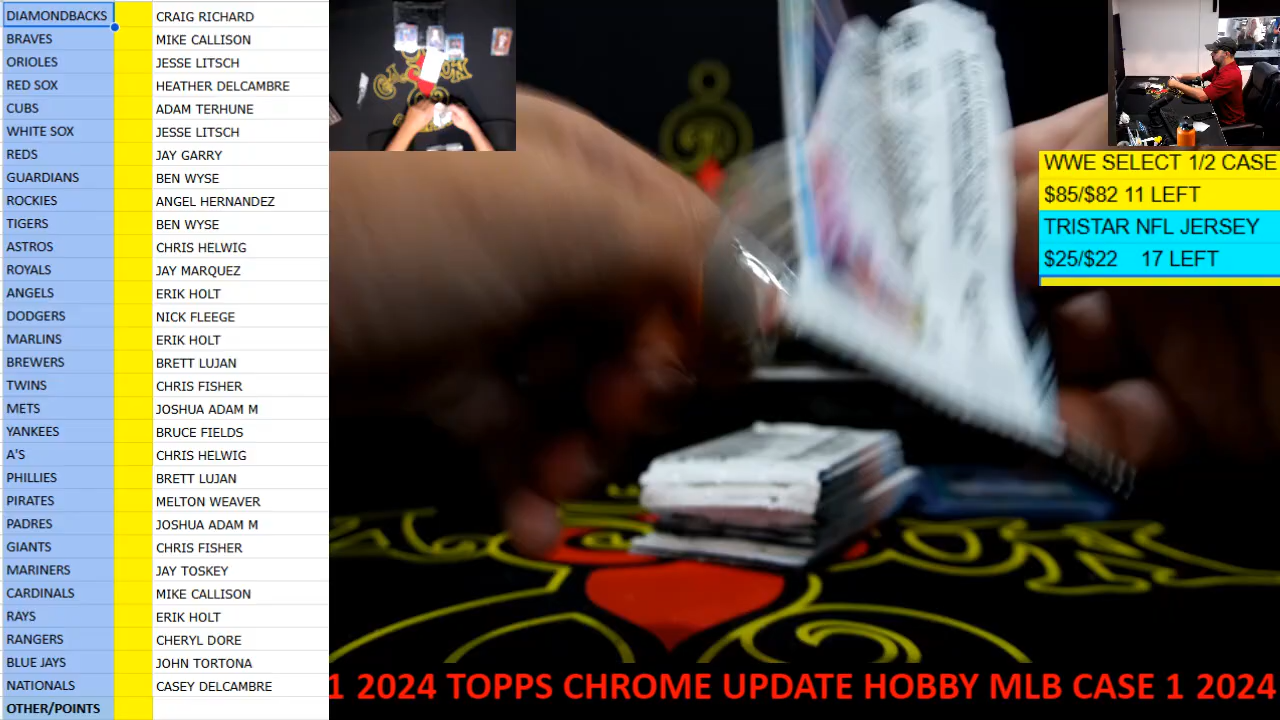 DIAMONDBACKS CRAIG RICHARD
BRAVES MIKE CALLISON
ORIOLES JESSE LITSCH
RED SOX HEATHER DELCAMBRE
CUBS ADAM TERHUNE
WHITE SOX JESSE LITSCH
REDS JAY GARRY
GUARDIANS BEN WYSE
ROCKIES ANGEL HERNANDEZ
TIGERS BEN WYSE
ASTROS CHRIS HELWIG
ROYALS JAY MARQUEZ
ANGELS ERIK HOLT
DODGERS NICK FLEEGE
MARLINS ERIK HOLT
BREWERS BRETT LUJAN
TWINS CHRIS FISHER
METS JOSHUA ADAM M
YANKEES BRUCE FIELDS
A'S CHRIS HELWIG
PHILLIES BRETT LUJAN
PIRATES MELTON WEAVER
PADRES JOSHUA ADAM M
GIANTS CHRIS FISHER
MARINERS JAY TOSKEY
CARDINALS MIKE CALLISON
RAYS ERIK HOLT
RANGERS CHERYL DORE
BLUE JAYS JOHN TORTONA
NATIONALS CASEY DELCAMBRE
OTHER/POINTS
WWE SELECT 1/2 CASE
$85/$82 11 LEFT
TRISTAR NFL JERSEY
$25/$22 17 LEFT
1 2024 TOPPS CHROME UPDATE HOBBY MLB CASE 1 2024